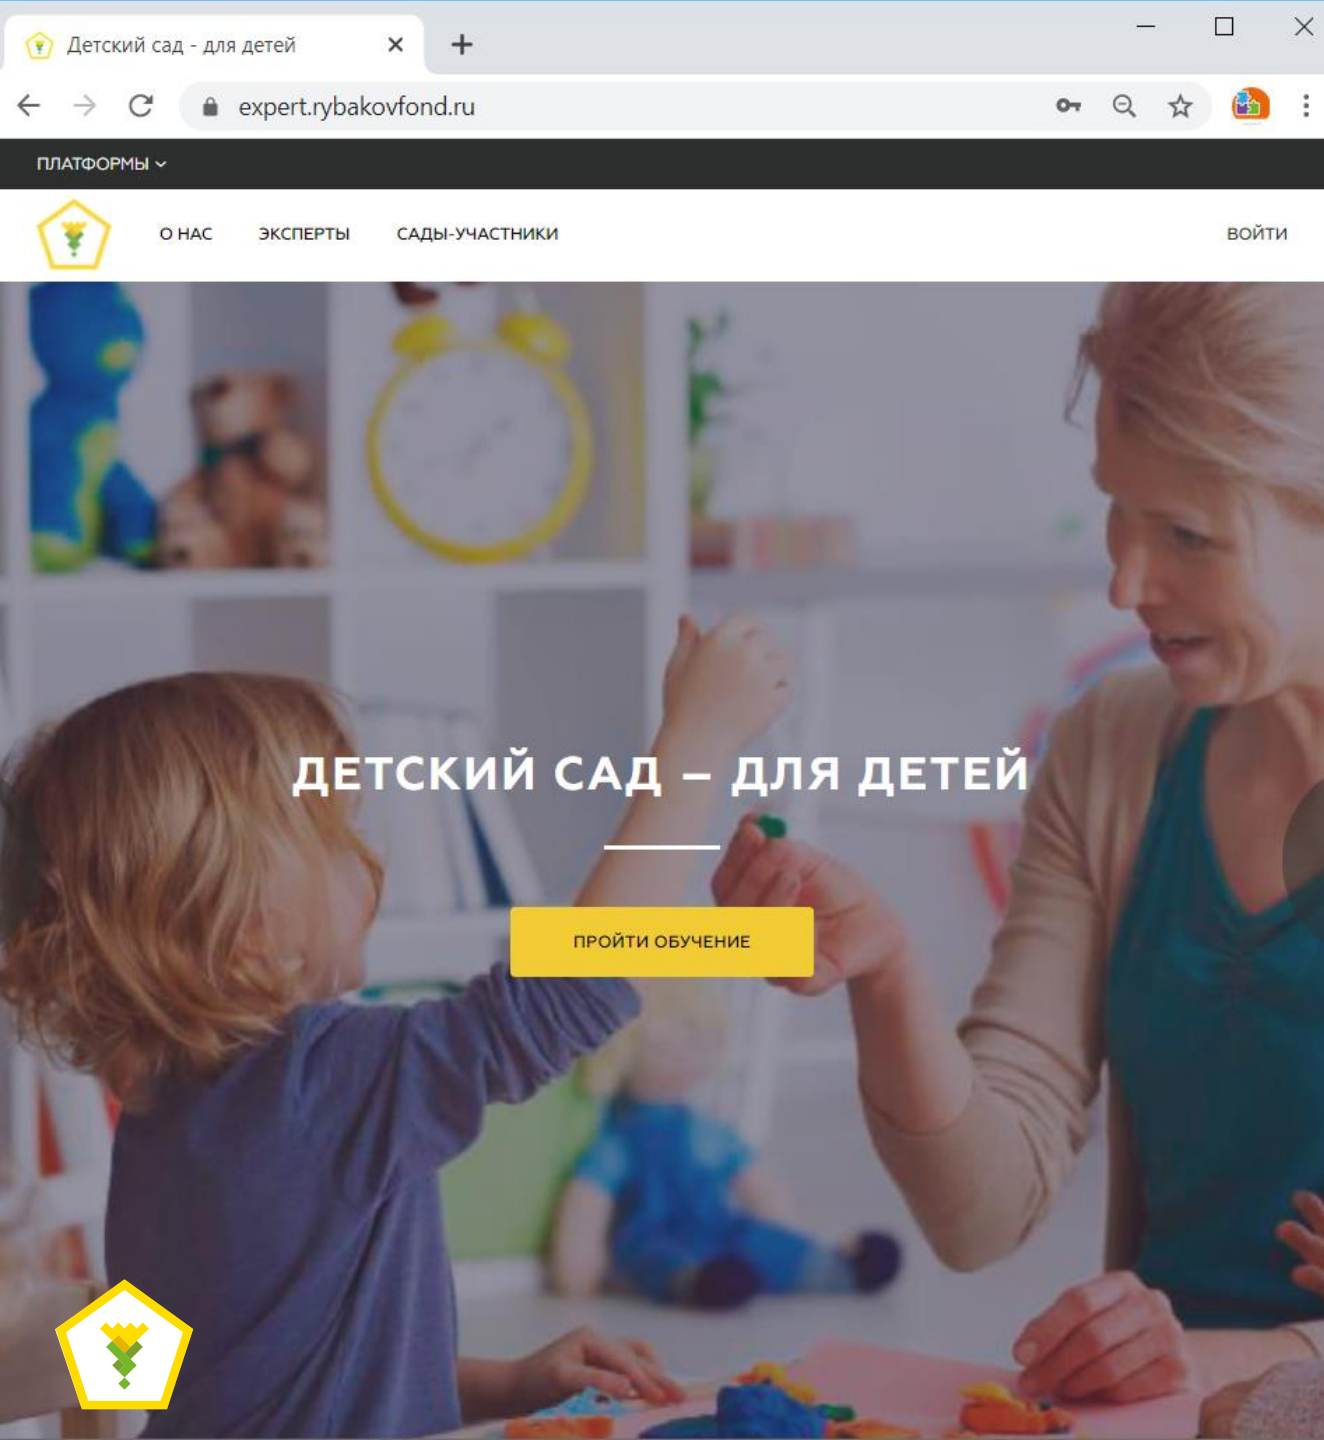 Детский сад - для детей
expert.rybakovfond.ru
ПЛАТФОРМЫ
О НАС ЭКСПЕРТЫ САДЫ-УЧАСТНИКИ ВОЙТИ
ДЕТСКИЙ САД – ДЛЯ ДЕТЕЙ
ПРОЙТИ ОБУЧЕНИЕ